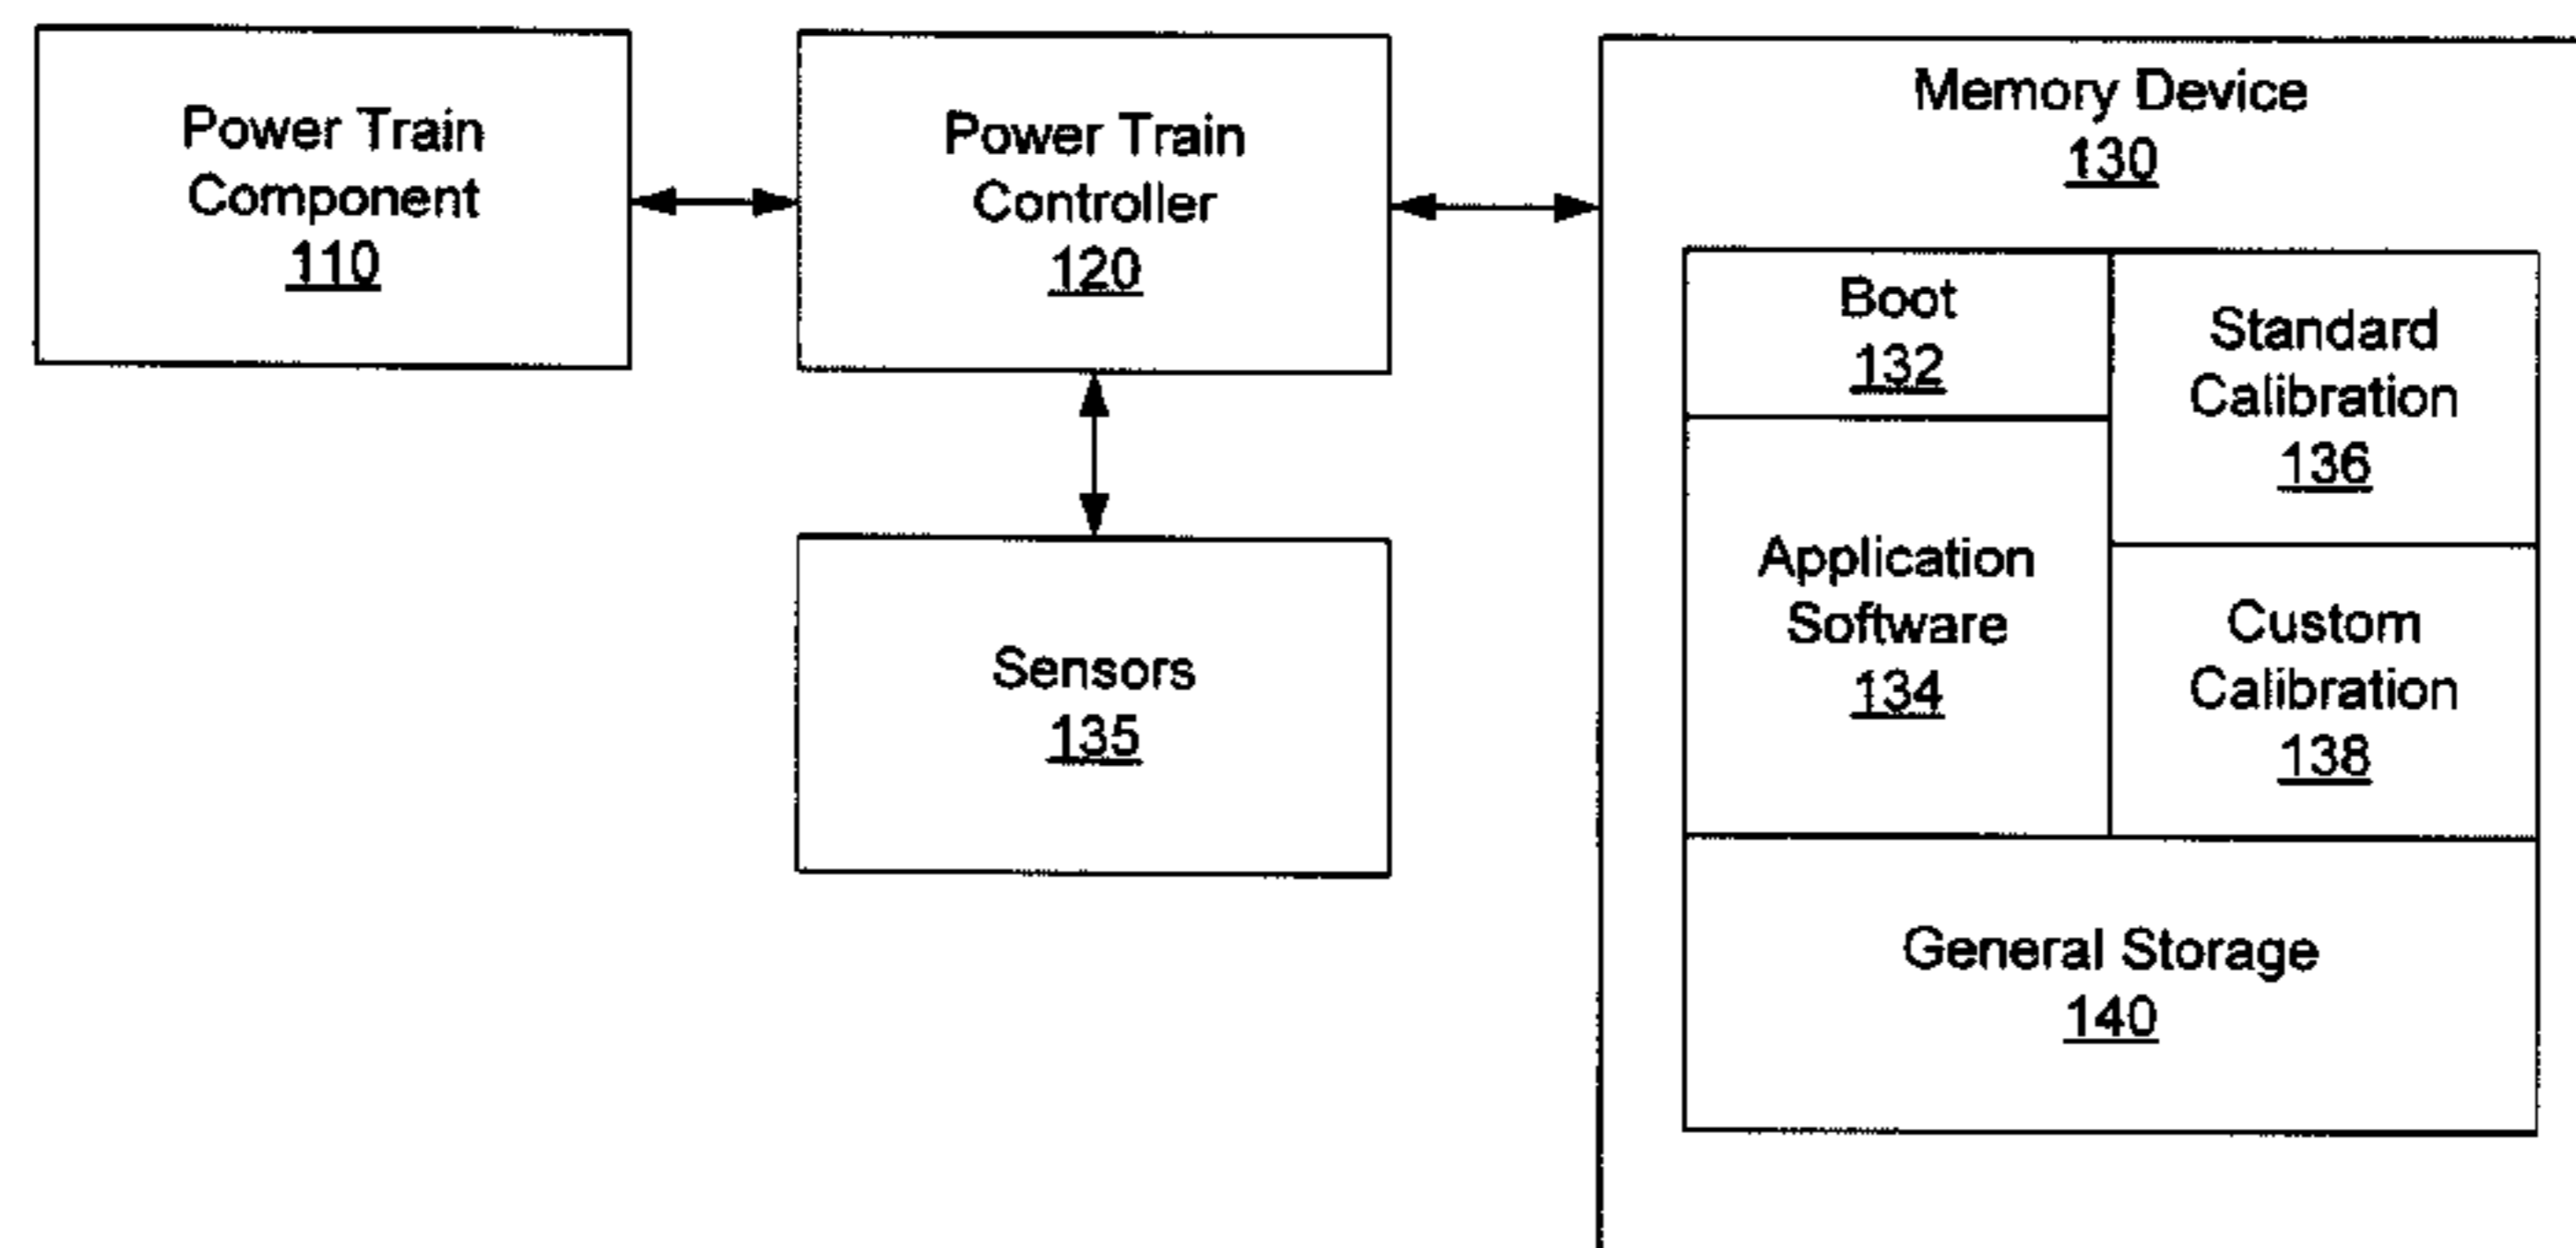 Power Train
Component
110
Power Train
Controller
120
Sensors
135
Memory Device
130
Boot
132
Application
Software
134
Standard
Calibration
136
Custom
Calibration
138
General Storage
140